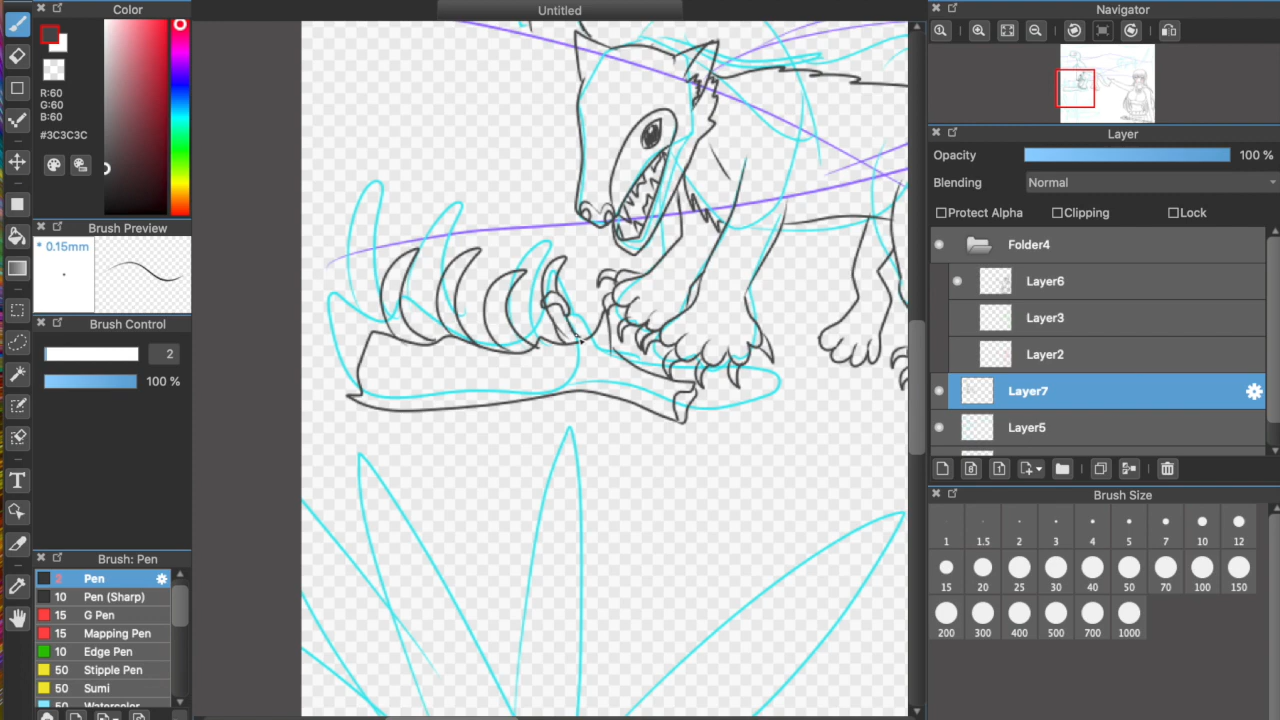 Untitled
Color
R:60
G:60
B:60
#3C3C3C
Brush Preview
* 0.15mm
Brush Control
2
100 %
Brush: Pen
2 Pen
10 Pen (Sharp)
15 G Pen
15 Mapping Pen
10 Edge Pen
50 Stipple Pen
50 Sumi
50 Watercolor
Navigator
Layer
Opacity 100 %
Blending Normal
Protect Alpha Clipping Lock
Folder4
Layer6
Layer3
Layer2
Layer7
Layer5
Brush Size
1 1.5 2 3 4 5 7 10 12
15 20 25 30 40 50 70 100 150
200 300 400 500 700 1000
T